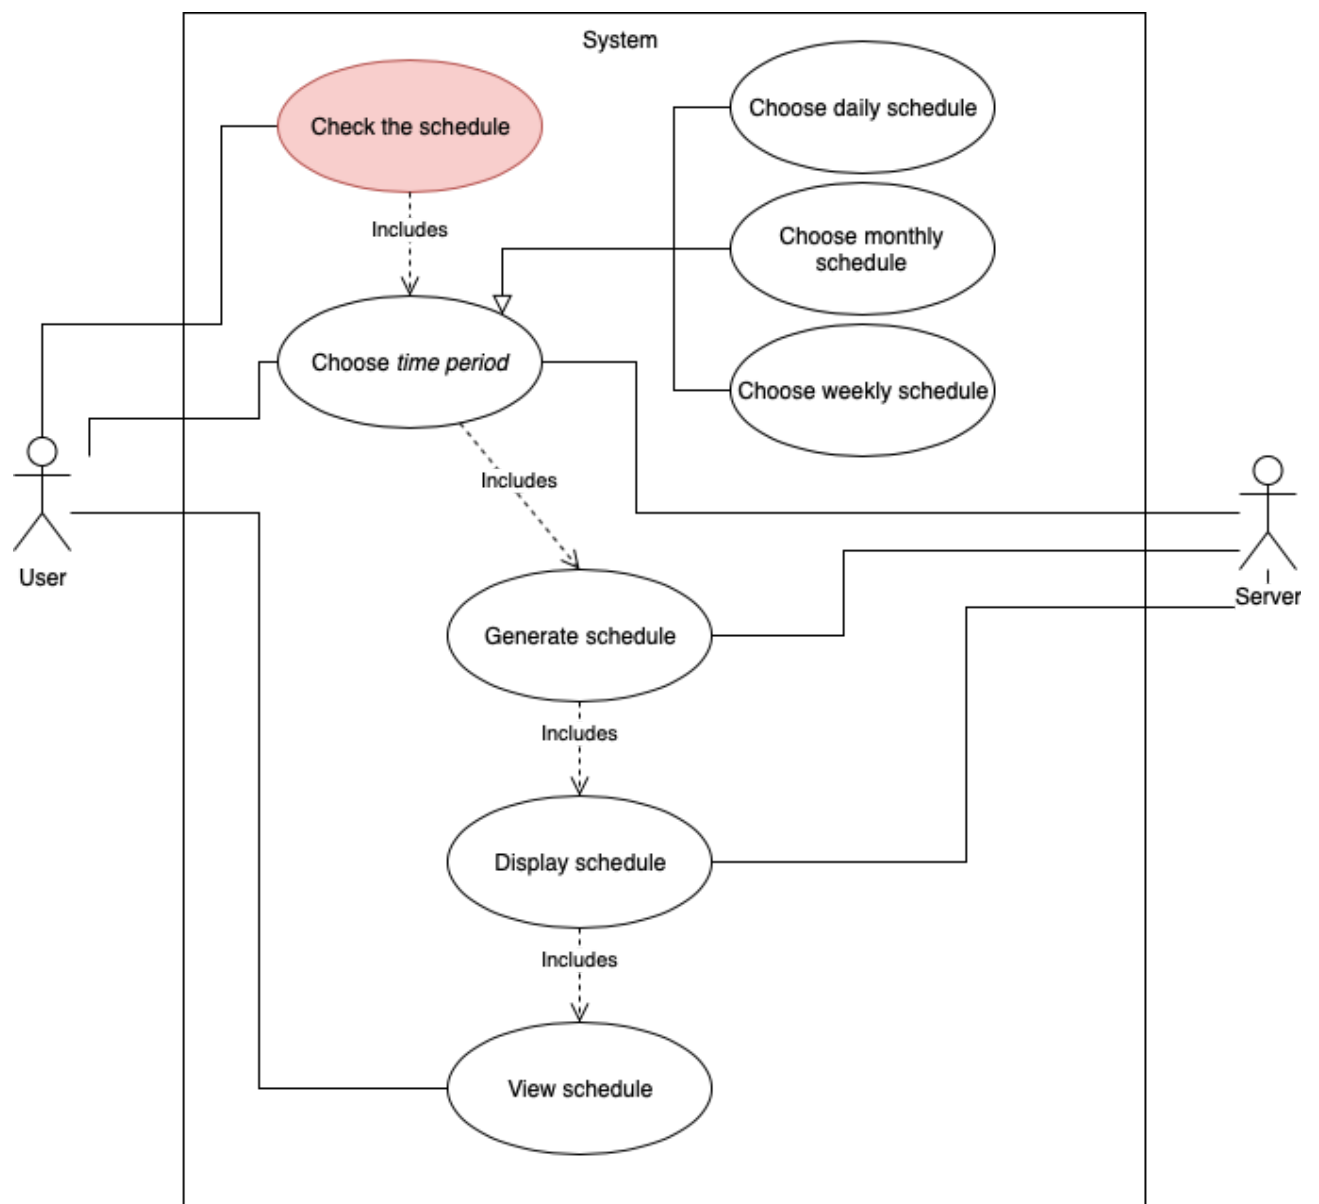 System
Check the schedule
Choose daily schedule
Includes
Choose monthly
schedule
Choose time period
Choose weekly schedule
Includes
User
Server
Generate schedule
Includes
Display schedule
Includes
View schedule